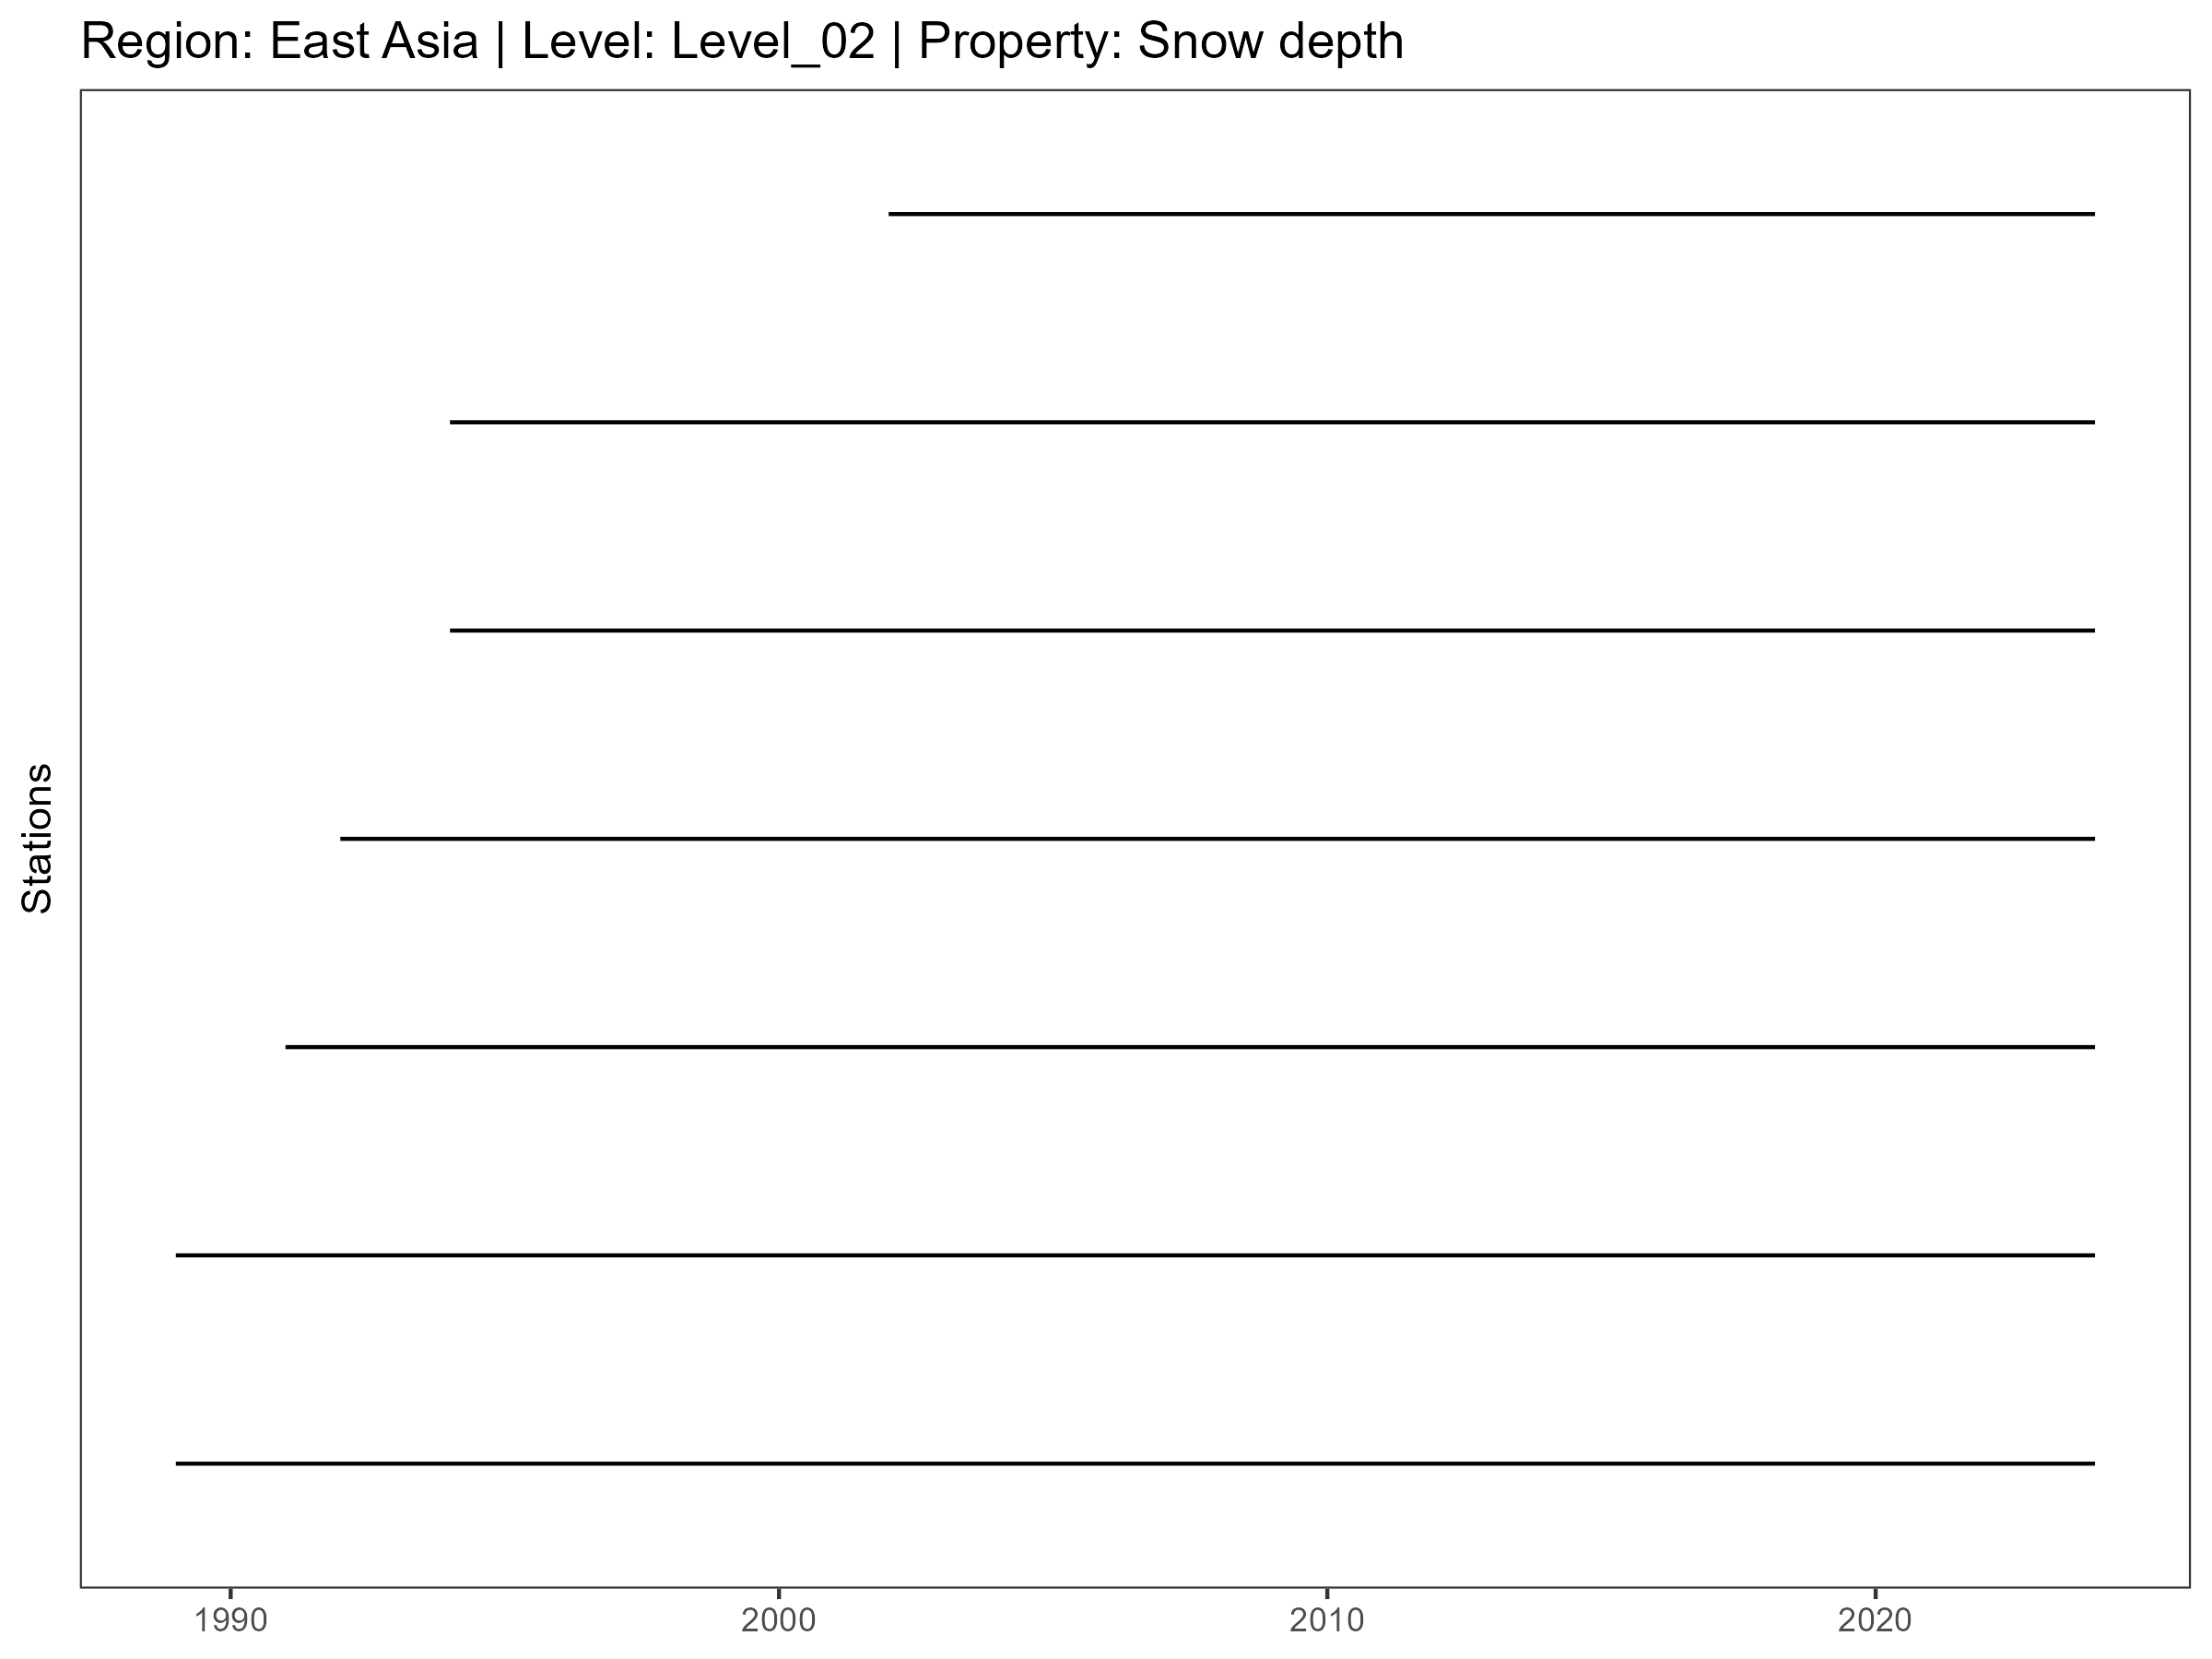 Region: East Asia | Level: Level_02 | Property: Snow depth
Stations
1990 2000 2010 2020